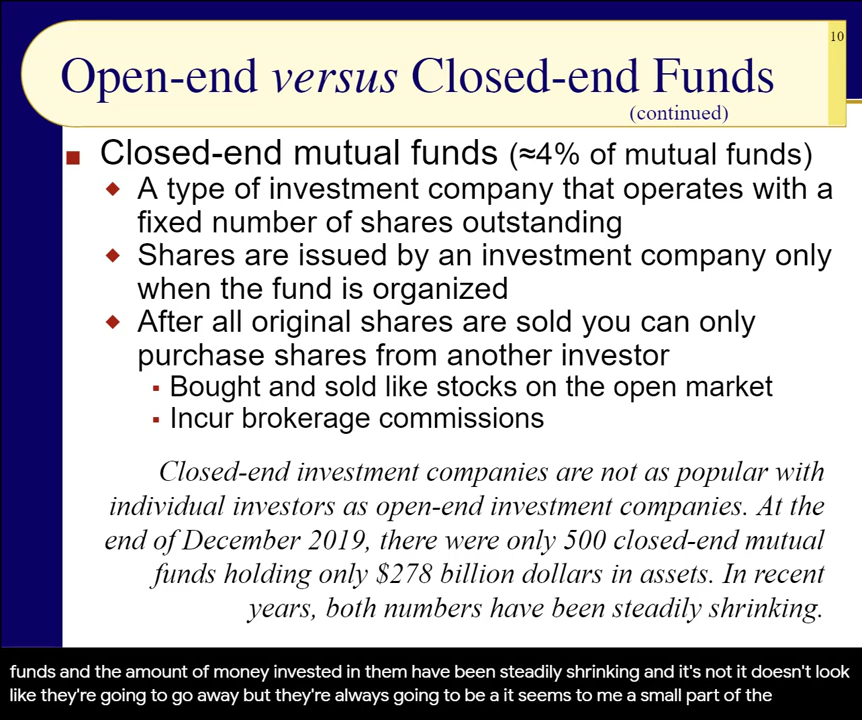 10
Open-end versus Closed-end Funds
(continued)
Closed-end mutual funds (≈4% of mutual funds)
A type of investment company that operates with a
fixed number of shares outstanding
Shares are issued by an investment company only
when the fund is organized
After all original shares are sold you can only
purchase shares from another investor
Bought and sold like stocks on the open market
Incur brokerage commissions
Closed-end investment companies are not as popular with
individual investors as open-end investment companies. At the
end of December 2019, there were only 500 closed-end mutual
funds holding only $278 billion dollars in assets. In recent
years, both numbers have been steadily shrinking.
funds and the amount of money invested in them have been steadily shrinking and it's not it doesn't look
like they're going to go away but they're always going to be a it seems to me a small part of the